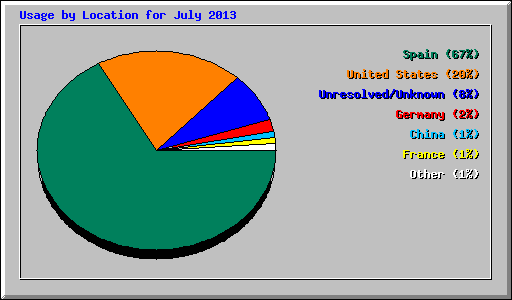 Usage by Location for July 2013
Spain (67%)
United States (20%)
Unresolved/Unknown (8%)
Germany (2%)
China (1%)
France (1%)
Other (1%)